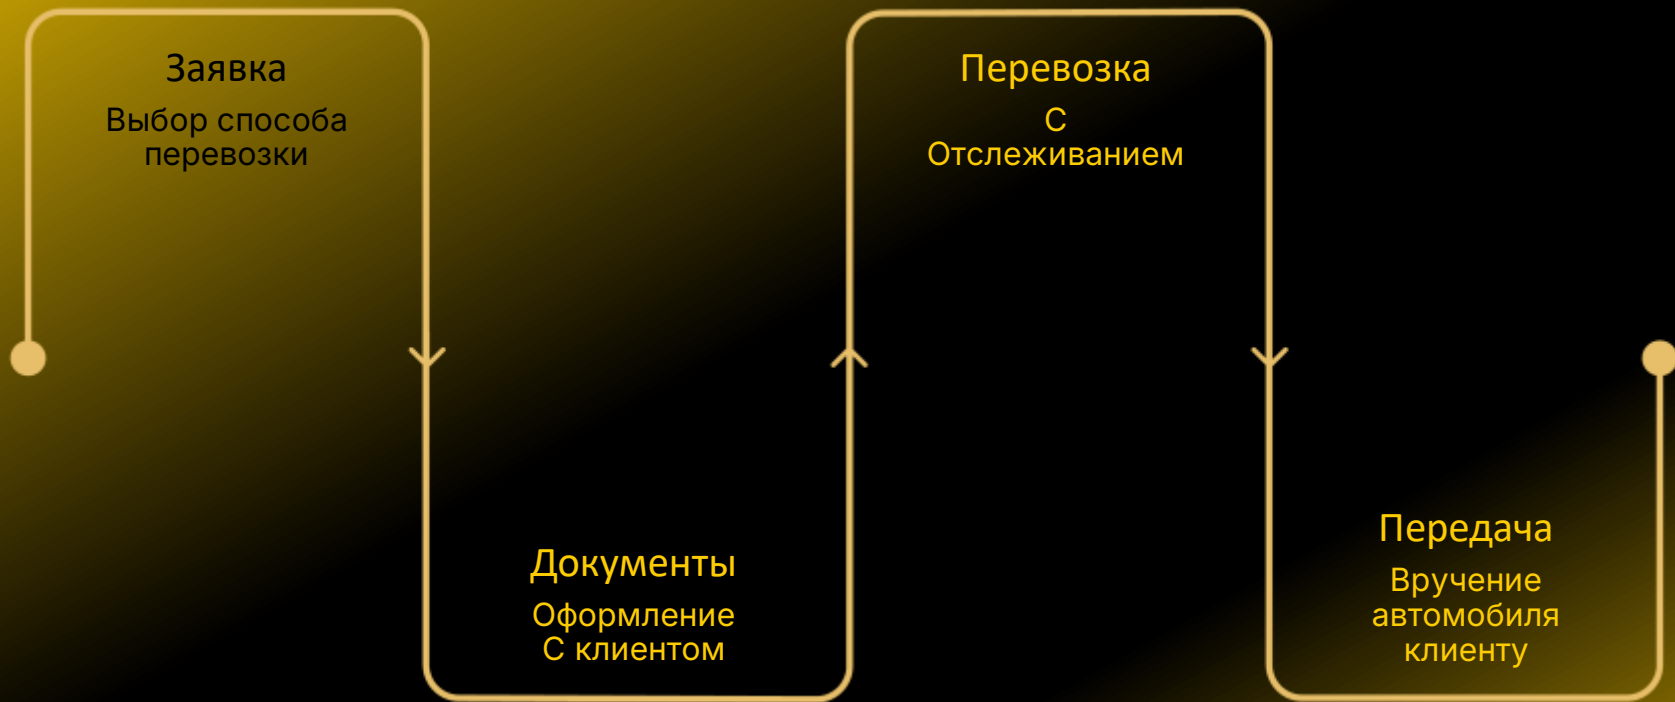 Заявка
Выбор способа
перевозки
Документы
Оформление
С клиентом
Перевозка
С
Отслеживанием
Передача
Вручение
автомобиля
клиенту